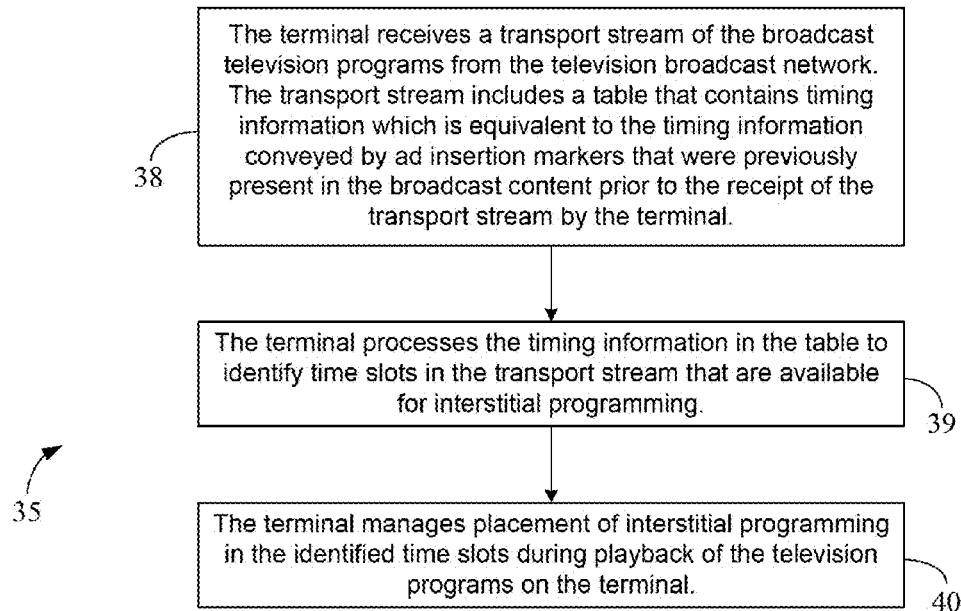 The terminal receives a transport stream of the broadcast
television programs from the television broadcast network.
The transport stream includes a table that contains timing
information which is equivalent to the timing information
conveyed by ad insertion markers that were previously
present in the broadcast content prior to the receipt of the
transport stream by the terminal.
38
The terminal processes the timing information in the table to
identify time slots in the transport stream that are available
for interstitial programming.
39
35
The terminal manages placement of interstitial programming
in the identified time slots during playback of the television
programs on the terminal.
40